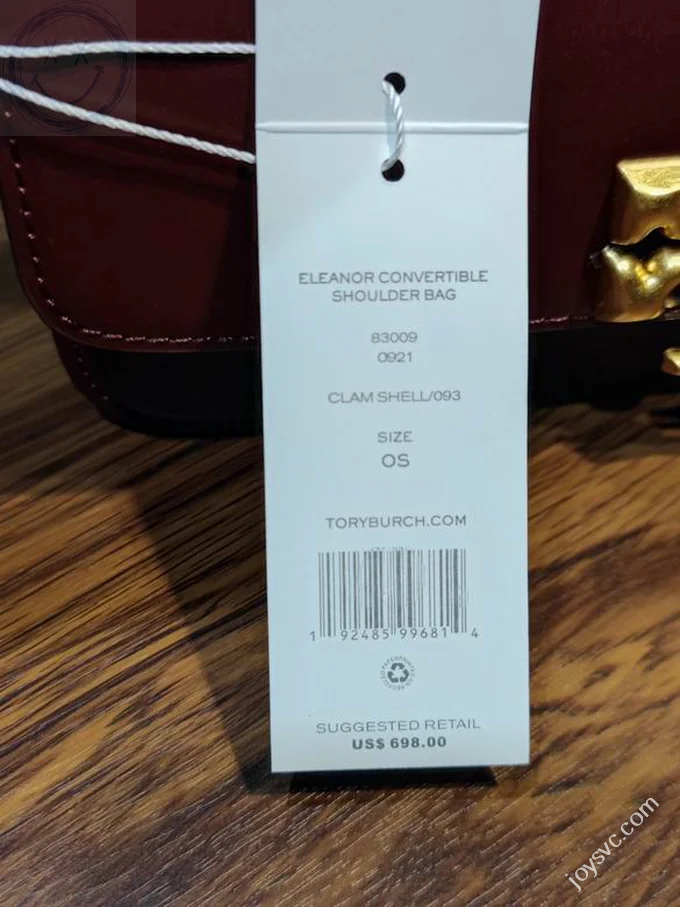 ELEANOR CONVERTIBLE
SHOULDER BAG
83009
0921
CLAM SHELL/093
SIZE
OS
TORYBURCH.COM
1 92485 99681 4
SUGGESTED RETAIL
US$ 698.00
joysvc.com